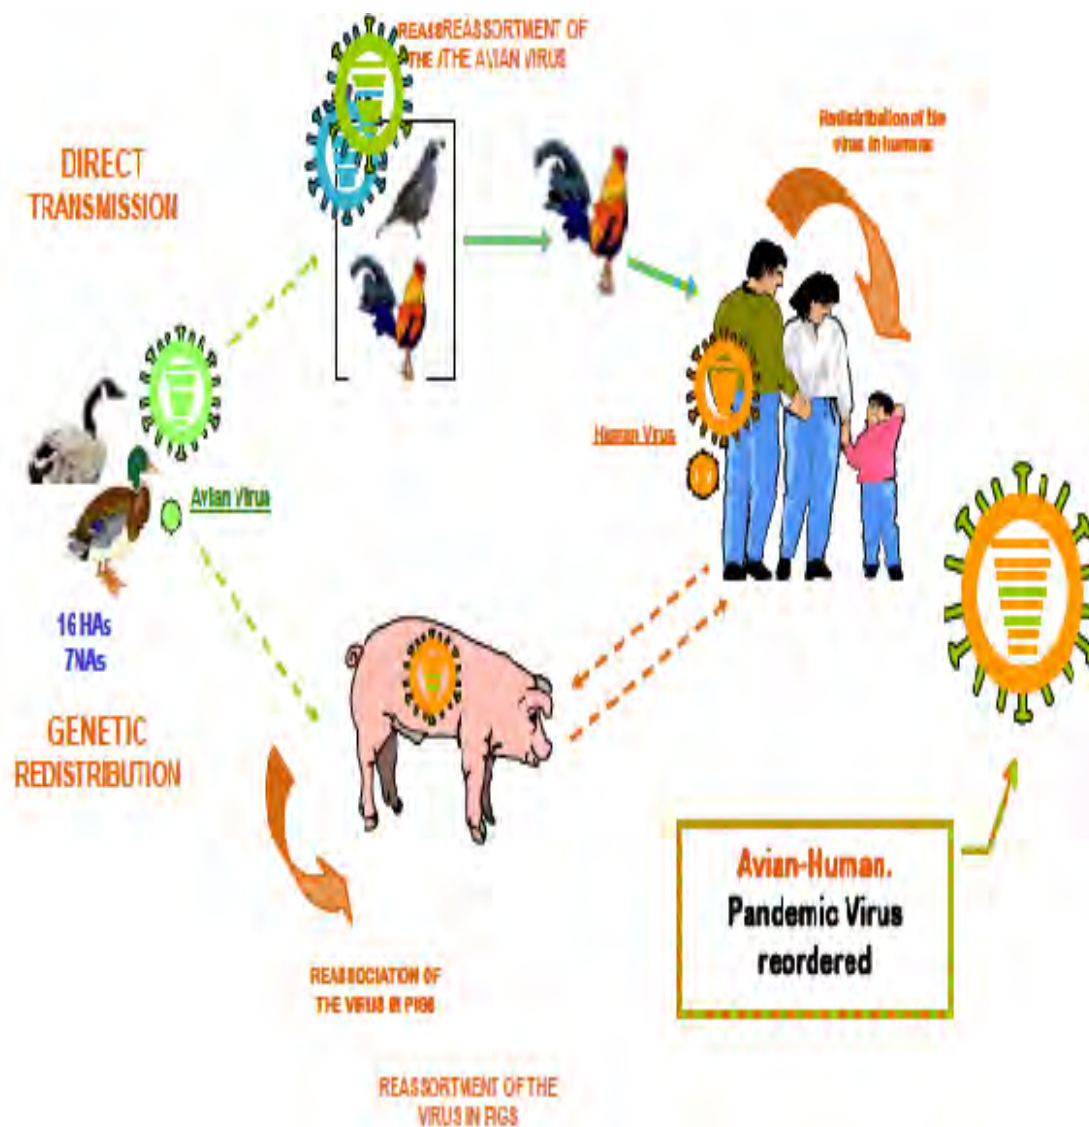 REASSREASSORTMENT OF
THE /THE AVIAN VIRUS
Redistribution of the
virus in humans
DIRECT
TRANSMISSION
Human Virus
Avian Virus
16 HAs
7NAs
GENETIC
REDISTRIBUTION
Avian-Human.
Pandemic Virus
reordered
REASSOCIATION OF
THE VIRUS IN PIGS
REASSORTMENT OF THE
VIRUS IN PIGS